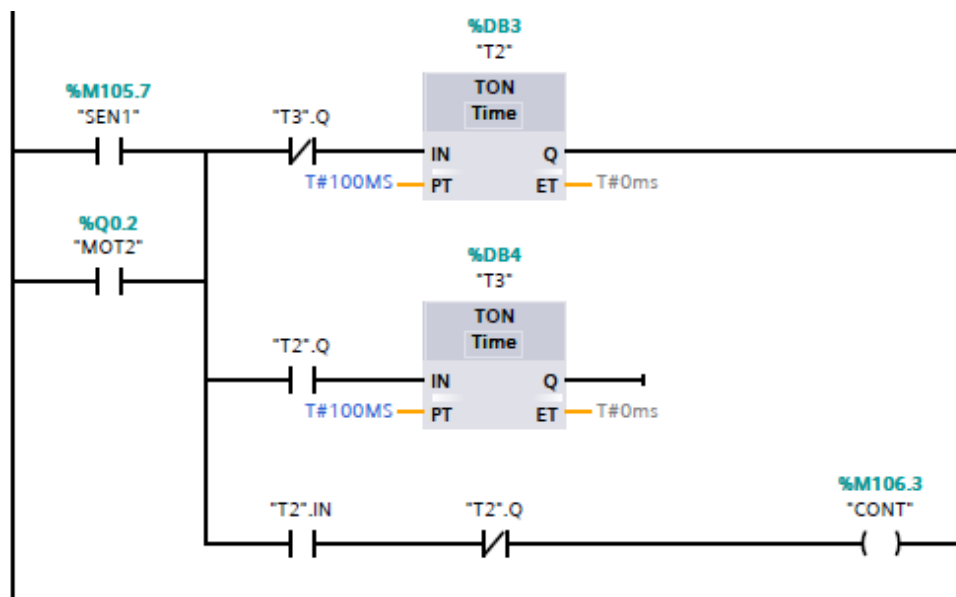 %DB3
"T2"
TON
Time
%M105.7
"SEN1"
"T3".Q
IN
Q
T#100MS
PT
ET
T#0ms
%Q0.2
"MOT2"
%DB4
"T3"
TON
Time
"T2".Q
IN
Q
T#100MS
PT
ET
T#0ms
"T2".IN
"T2".Q
%M106.3
"CONT"